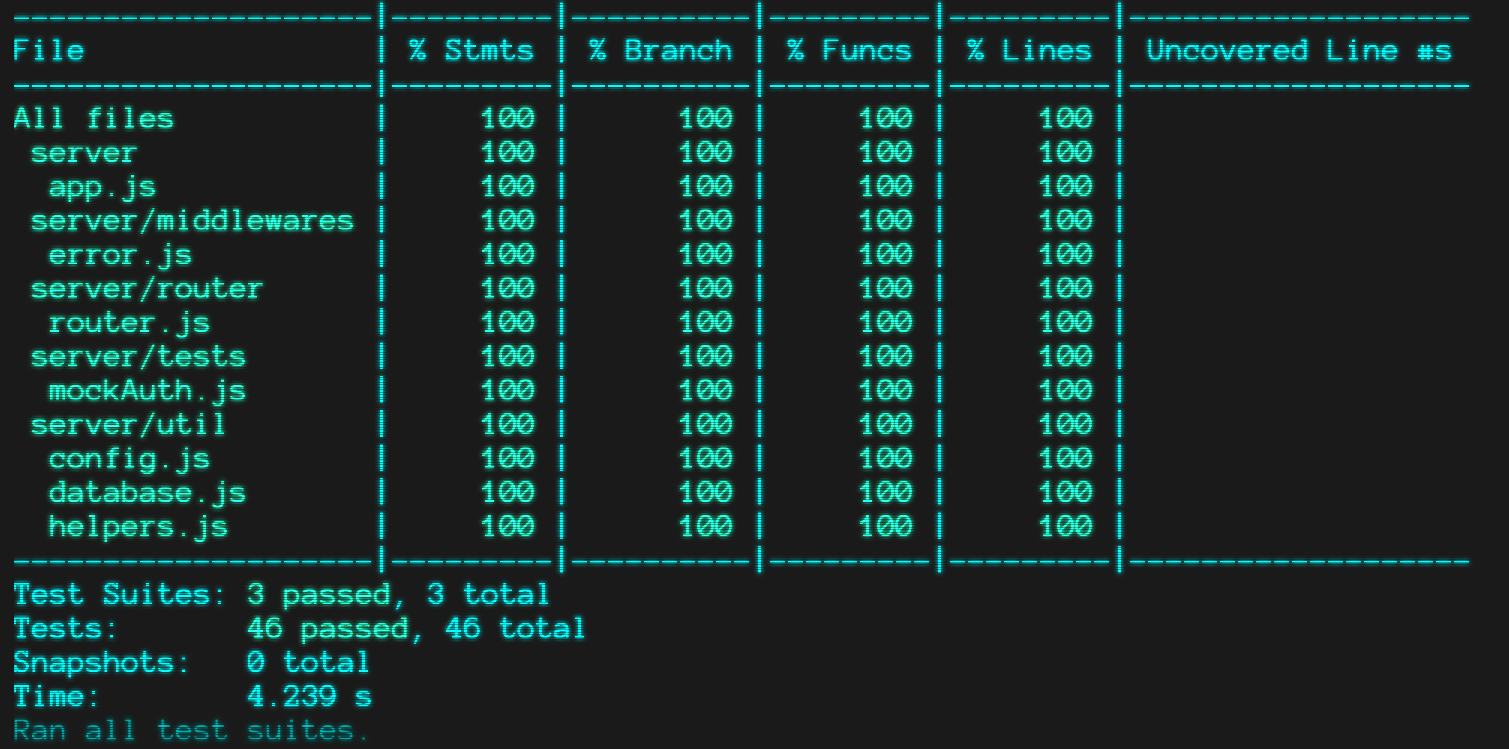 --------------------|---------|----------|---------|---------|-------------------
File                | % Stmts | % Branch | % Funcs | % Lines | Uncovered Line #s 
--------------------|---------|----------|---------|---------|-------------------
All files           |     100 |      100 |     100 |     100 |                   
 server             |     100 |      100 |     100 |     100 |                   
  app.js            |     100 |      100 |     100 |     100 |                   
 server/middlewares |     100 |      100 |     100 |     100 |                   
  error.js          |     100 |      100 |     100 |     100 |                   
 server/router      |     100 |      100 |     100 |     100 |                   
  router.js         |     100 |      100 |     100 |     100 |                   
 server/tests       |     100 |      100 |     100 |     100 |                   
  mockAuth.js       |     100 |      100 |     100 |     100 |                   
 server/util        |     100 |      100 |     100 |     100 |                   
  config.js         |     100 |      100 |     100 |     100 |                   
  database.js       |     100 |      100 |     100 |     100 |                   
  helpers.js        |     100 |      100 |     100 |     100 |                   
--------------------|---------|----------|---------|---------|-------------------
Test Suites: 3 passed, 3 total
Tests:       46 passed, 46 total
Snapshots:   0 total
Time:        4.239 s
Ran all test suites.